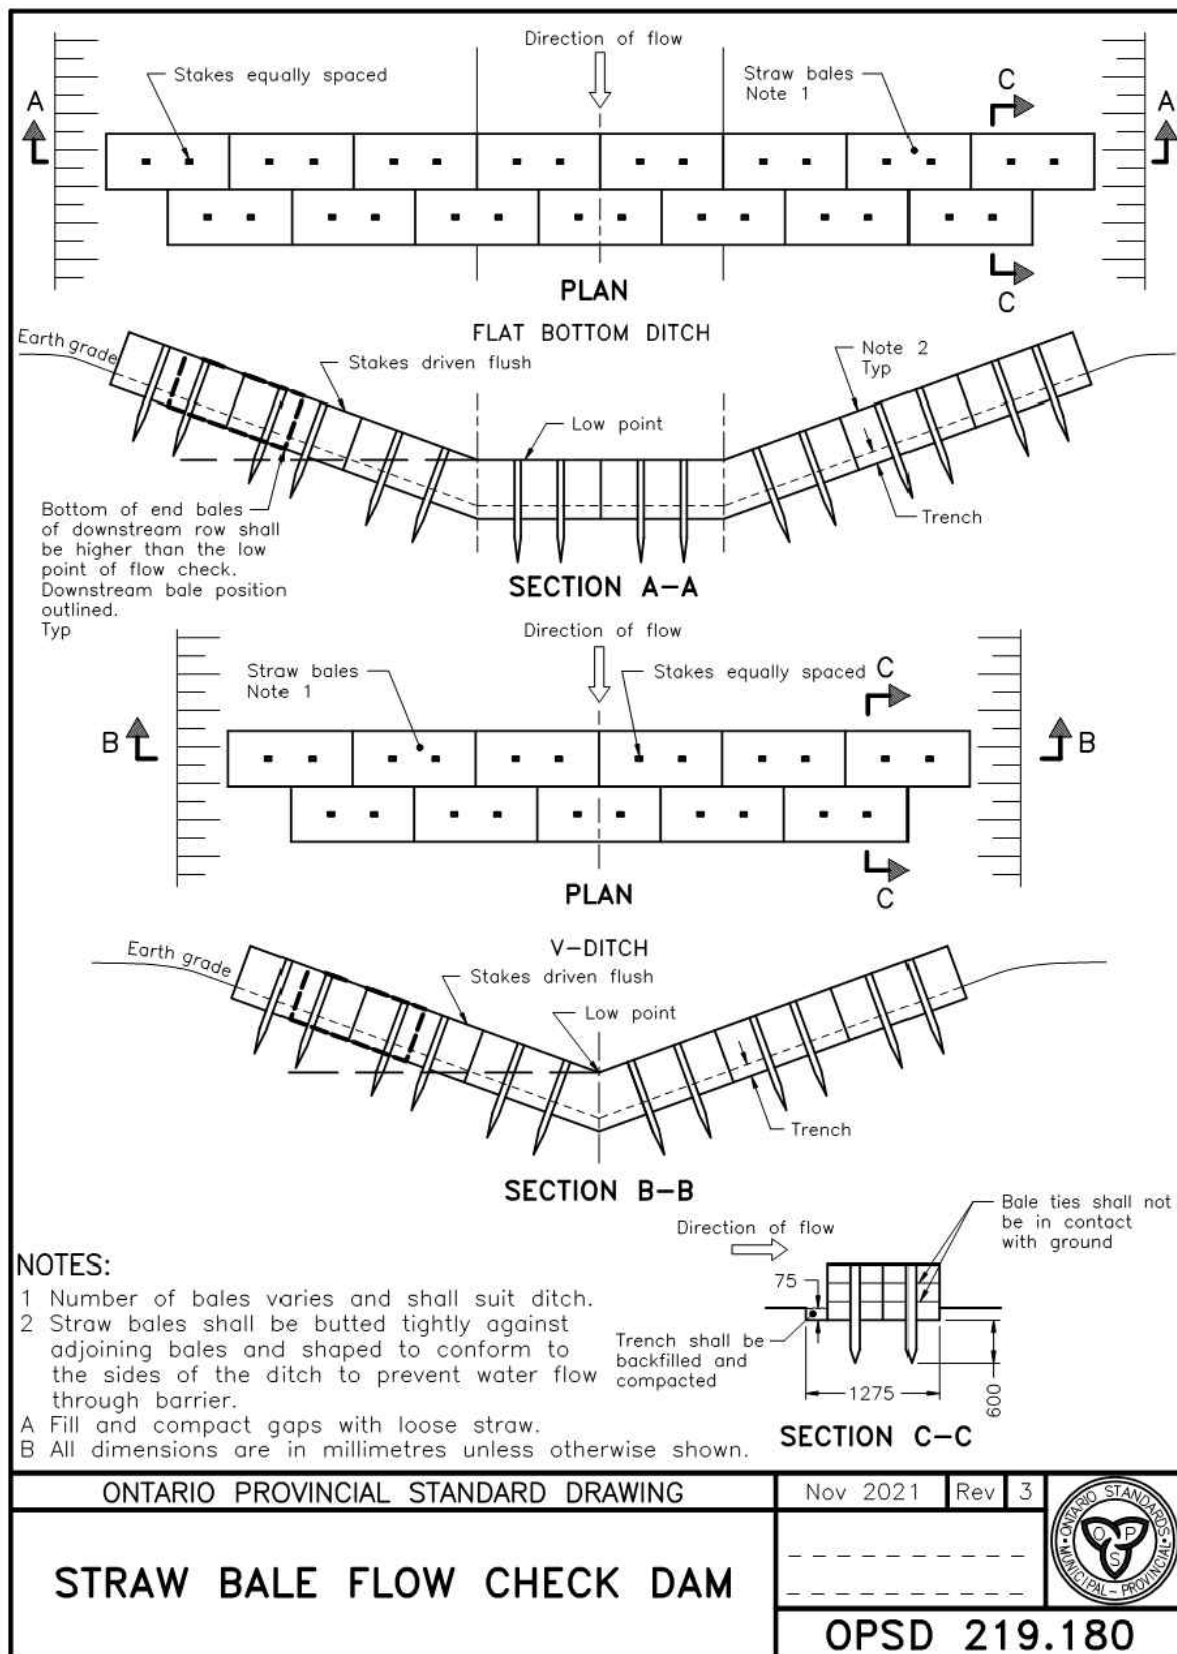 Direction of flow
Stakes equally spaced
Straw bales
Note 1
C
A
A
C
PLAN
FLAT BOTTOM DITCH
Earth grade
Stakes driven flush
Note 2
Typ
Low point
Bottom of end bales
of downstream row shall
be higher than the low
point of flow check.
Downstream bale position
outlined.
Typ
Trench
SECTION A-A
Direction of flow
Straw bales
Note 1
Stakes equally spaced
C
B
B
C
PLAN
V-DITCH
Earth grade
Stakes driven flush
Low point
Trench
SECTION B-B
Direction of flow
Bale ties shall not
be in contact
with ground
75
Trench shall be
backfilled and
compacted
1275
600
SECTION C-C
NOTES:
1 Number of bales varies and shall suit ditch.
2 Straw bales shall be butted tightly against
adjoining bales and shaped to conform to
the sides of the ditch to prevent water flow
through barrier.
A Fill and compact gaps with loose straw.
B All dimensions are in millimetres unless otherwise shown.
ONTARIO PROVINCIAL STANDARD DRAWING
Nov 2021
Rev
3
STRAW BALE FLOW CHECK DAM
ONTARIO STANDARDS
MUNICIPAL - PROVINCIAL
O P
S
OPSD 219.180